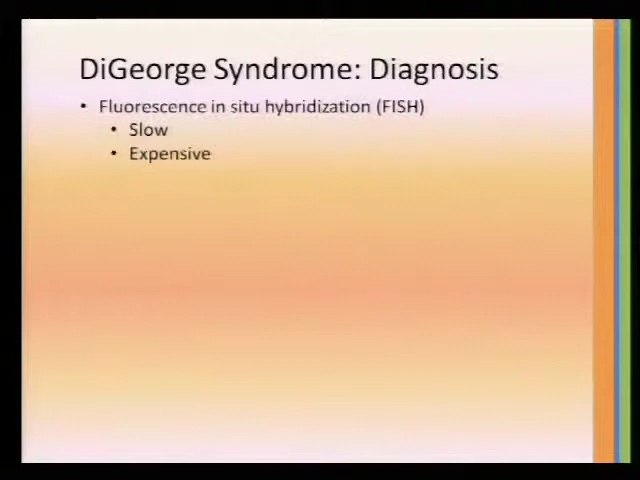 DiGeorge Syndrome: Diagnosis
• Fluorescence in situ hybridization (FISH)
• Slow
• Expensive